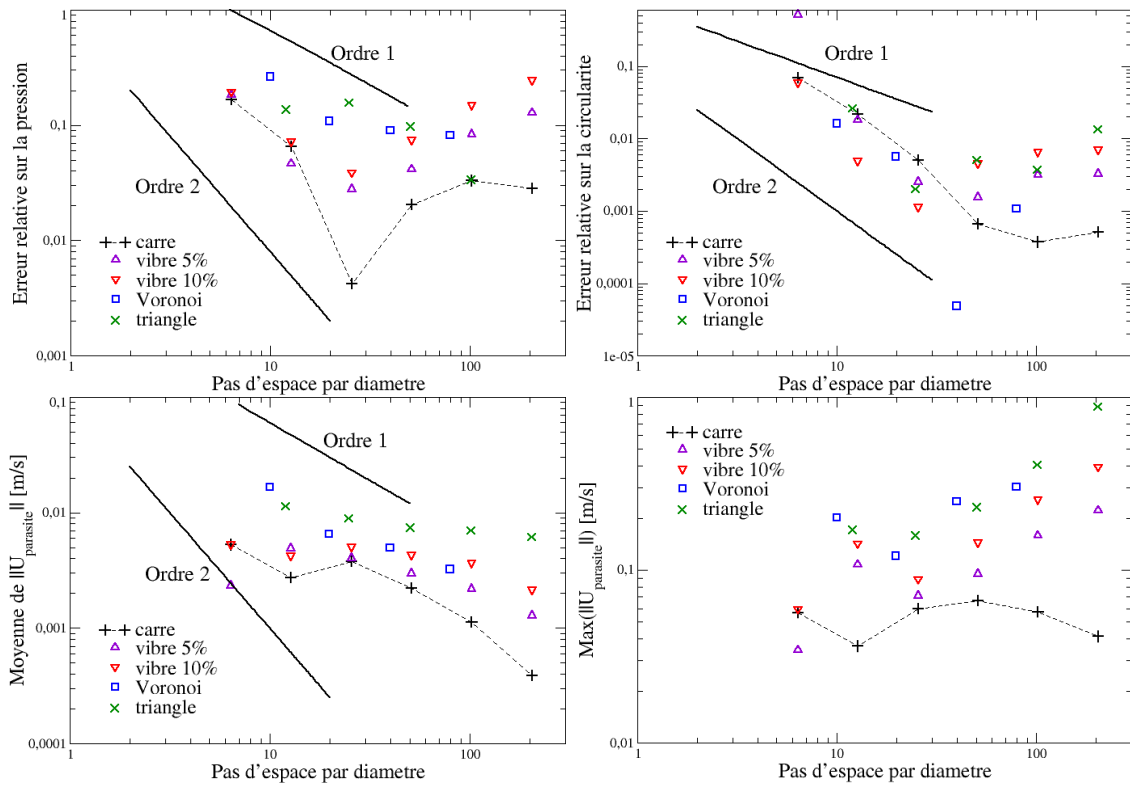 Erreur relative sur la pression
1
0,1
0,01
0,001
Ordre 1
Ordre 2
carre
vibre 5%
vibre 10%
Voronoi
triangle
1
10
100
Pas d'espace par diametre
Erreur relative sur la circularite
0,1
0,01
0,001
0,0001
1e-05
Ordre 1
Ordre 2
carre
vibre 5%
vibre 10%
Voronoi
triangle
1
10
100
Pas d'espace par diametre
Moyenne de ||U_parasite|| [m/s]
0,1
0,01
0,001
0,0001
Ordre 1
Ordre 2
carre
vibre 5%
vibre 10%
Voronoi
triangle
1
10
100
Pas d'espace par diametre
Max(||U_parasite||) [m/s]
1
0,1
0,01
carre
vibre 5%
vibre 10%
Voronoi
triangle
1
10
100
Pas d'espace par diametre